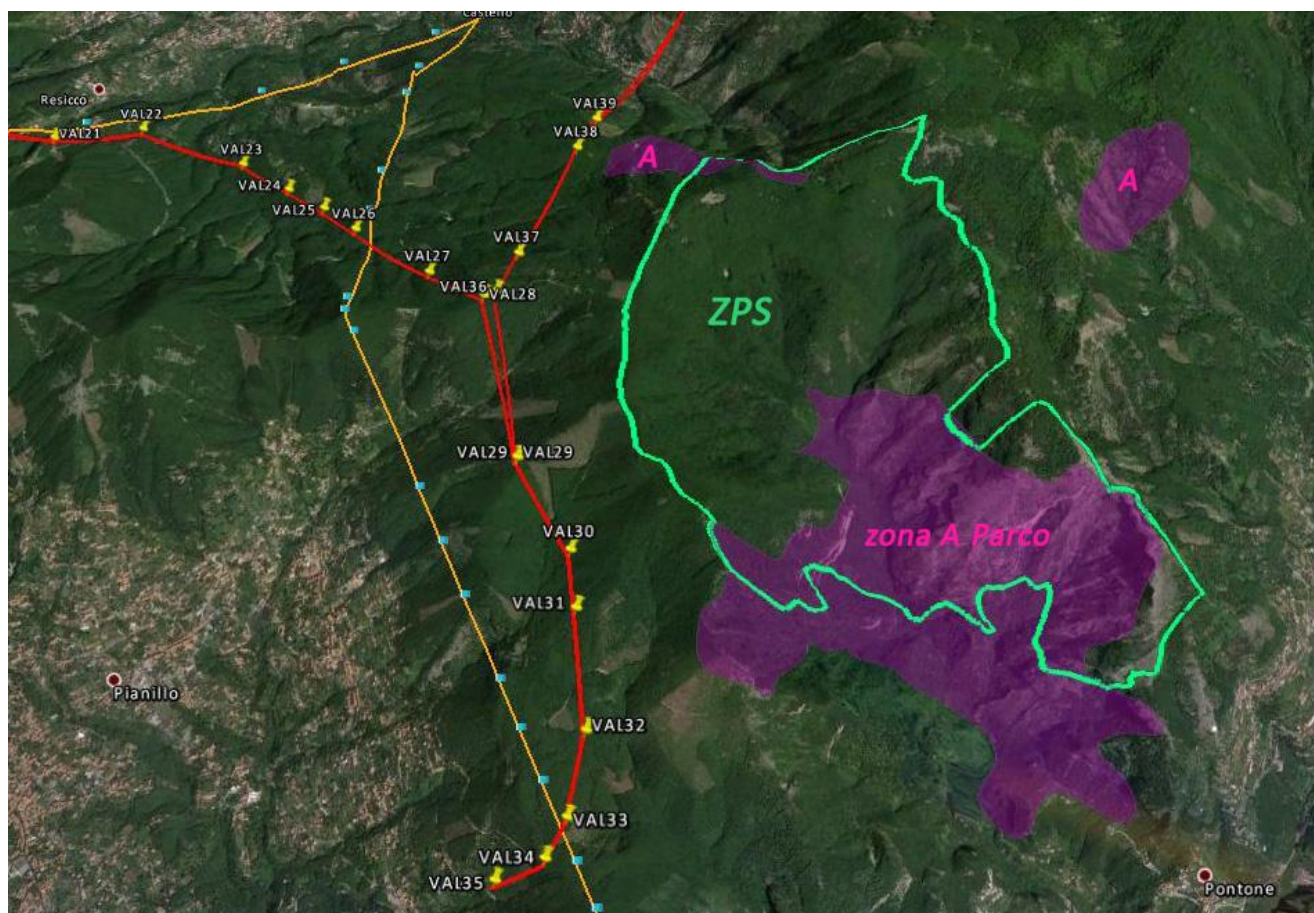 Castello
Resicco
VAL21
VAL22
VAL39
VAL38
VAL23
A
A
VAL24
VAL25
VAL26
VAL37
VAL27
VAL36
VAL28
ZPS
VAL29
VAL29
VAL30
zona A Parco
VAL31
Pianillo
VAL32
VAL33
VAL34
VAL35
Pontone